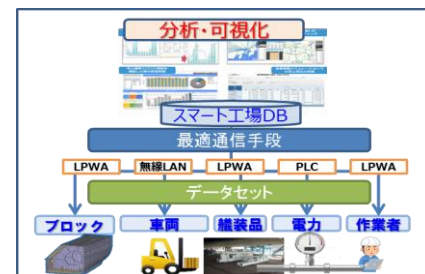 分析・可視化
スマート工場DB
最適通信手段
LPWA 無線LAN LPWA PLC LPWA
データセット
ブロック 車両 艤装品 電力 作業者